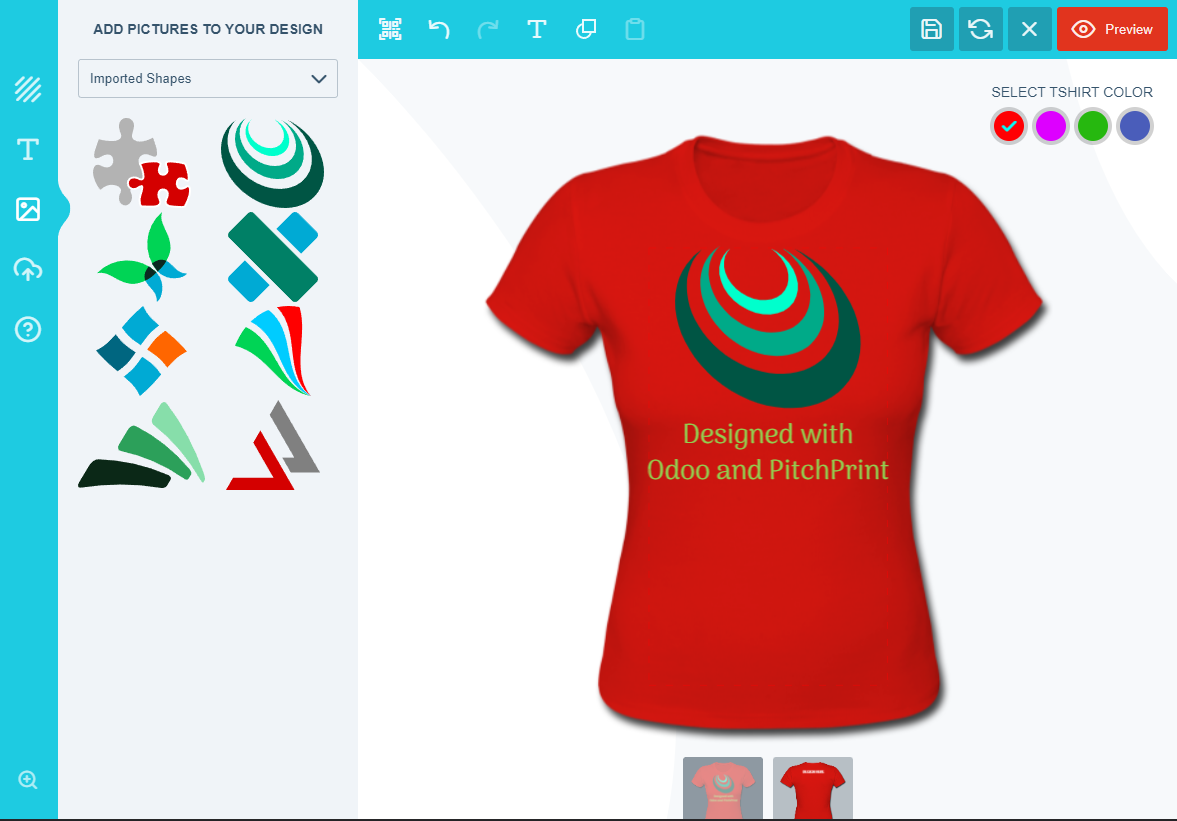 ADD PICTURES TO YOUR DESIGN
Imported Shapes
Preview
SELECT TSHIRT COLOR
Designed with
Odoo and PitchPrint